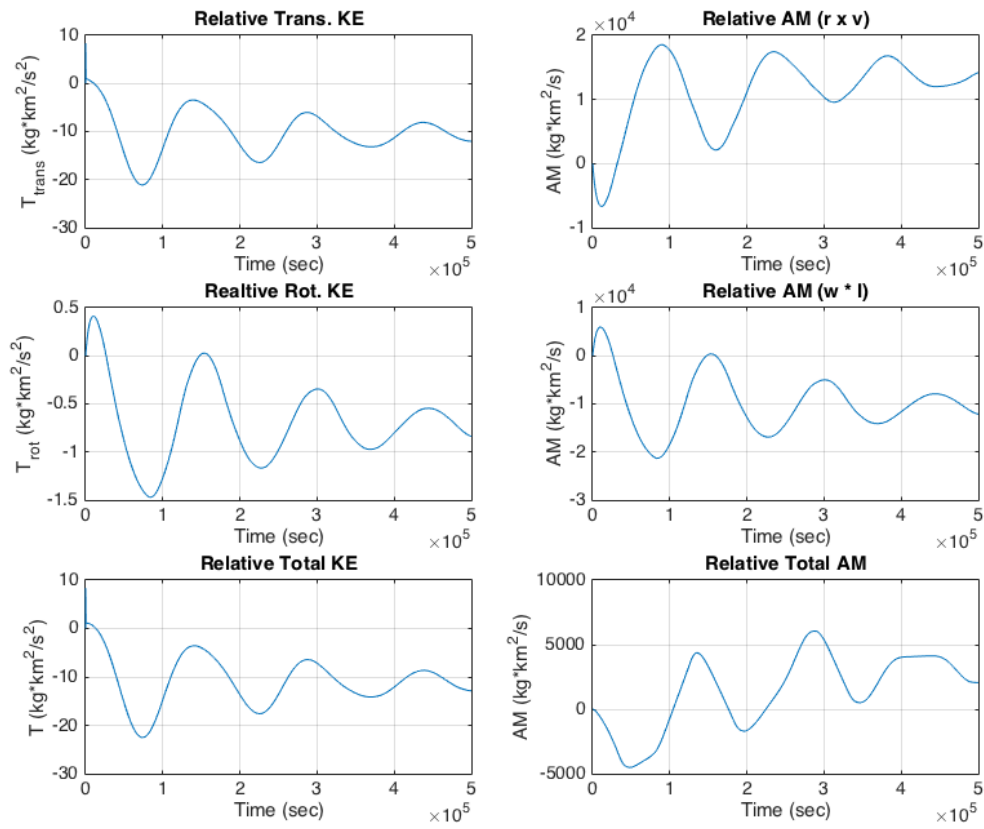 Relative Trans. KE
10
0
-10
-20
-30
T_trans (kg*km^2/s^2)
0 1 2 3 4 5
Time (sec)
×10^5
Relative AM (r x v)
×10^4
2
1
0
-1
AM (kg*km^2/s)
0 1 2 3 4 5
Time (sec)
×10^5
Realtive Rot. KE
0.5
0
-0.5
-1
-1.5
T_rot (kg*km^2/s^2)
0 1 2 3 4 5
Time (sec)
×10^5
Relative AM (w * I)
×10^4
1
0
-1
-2
-3
AM (kg*km^2/s)
0 1 2 3 4 5
Time (sec)
×10^5
Relative Total KE
10
0
-10
-20
-30
T (kg*km^2/s^2)
0 1 2 3 4 5
Time (sec)
×10^5
Relative Total AM
10000
5000
0
-5000
AM (kg*km^2/s)
0 1 2 3 4 5
Time (sec)
×10^5